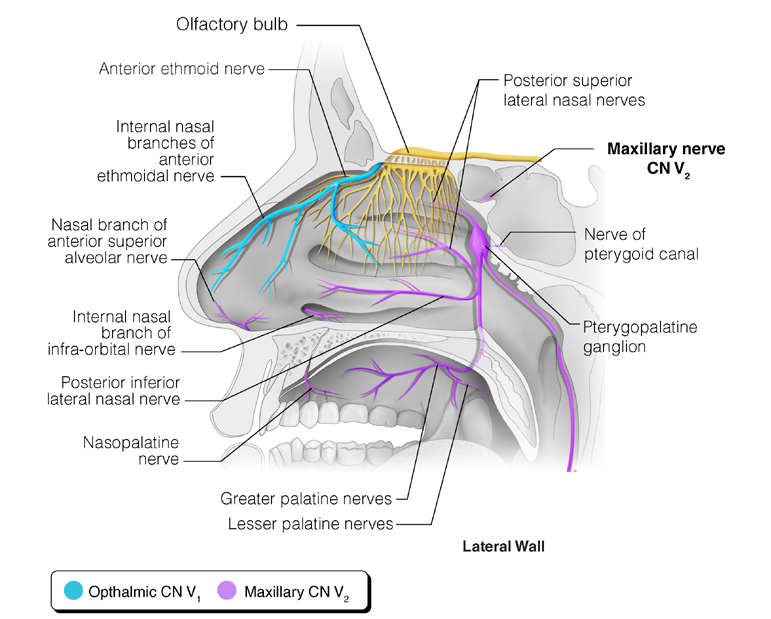 Olfactory bulb
Anterior ethmoid nerve
Posterior superior
lateral nasal nerves
Internal nasal
branches of
anterior
ethmoidal nerve
Maxillary nerve
CN V2
Nasal branch of
anterior superior
alveolar nerve
Nerve of
pterygoid canal
Internal nasal
branch of
infra-orbital nerve
Pterygopalatine
ganglion
Posterior inferior
lateral nasal nerve
Nasopalatine
nerve
Greater palatine nerves
Lesser palatine nerves
Lateral Wall
Opthalmic CN V1
Maxillary CN V2